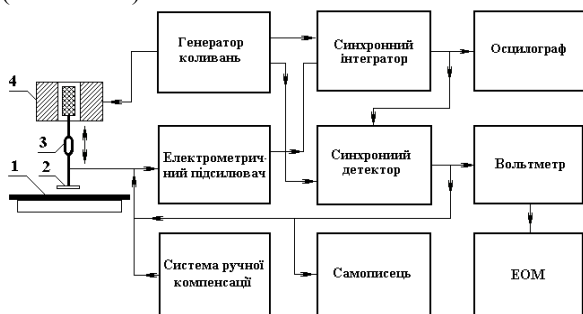 Генератор
коливань
Синхронний
інтегратор
Осцилограф
4
3
2
1
Електрометрич-
ний підсилювач
Синхронний
детектор
Вольтметр
Система ручної
компенсації
Самописець
ЕОМ